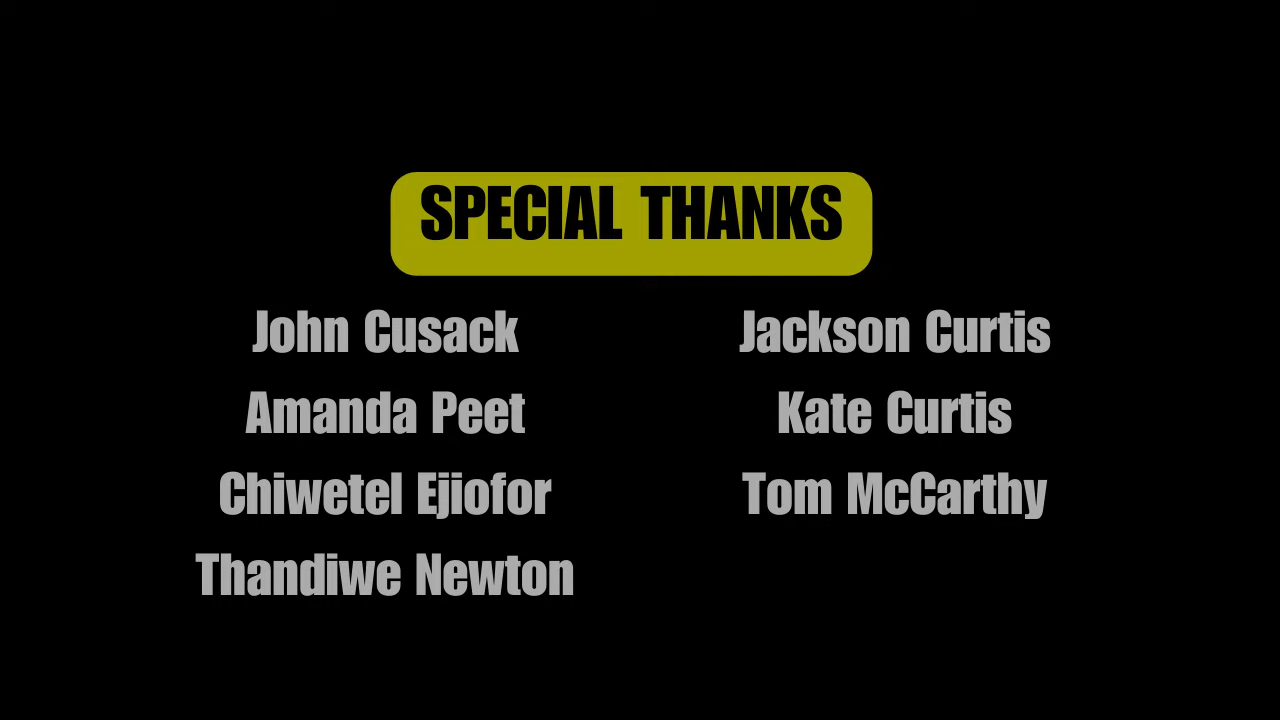 SPECIAL THANKS
John Cusack Jackson Curtis
Amanda Peet Kate Curtis
Chiwetel Ejiofor Tom McCarthy
Thandiwe Newton